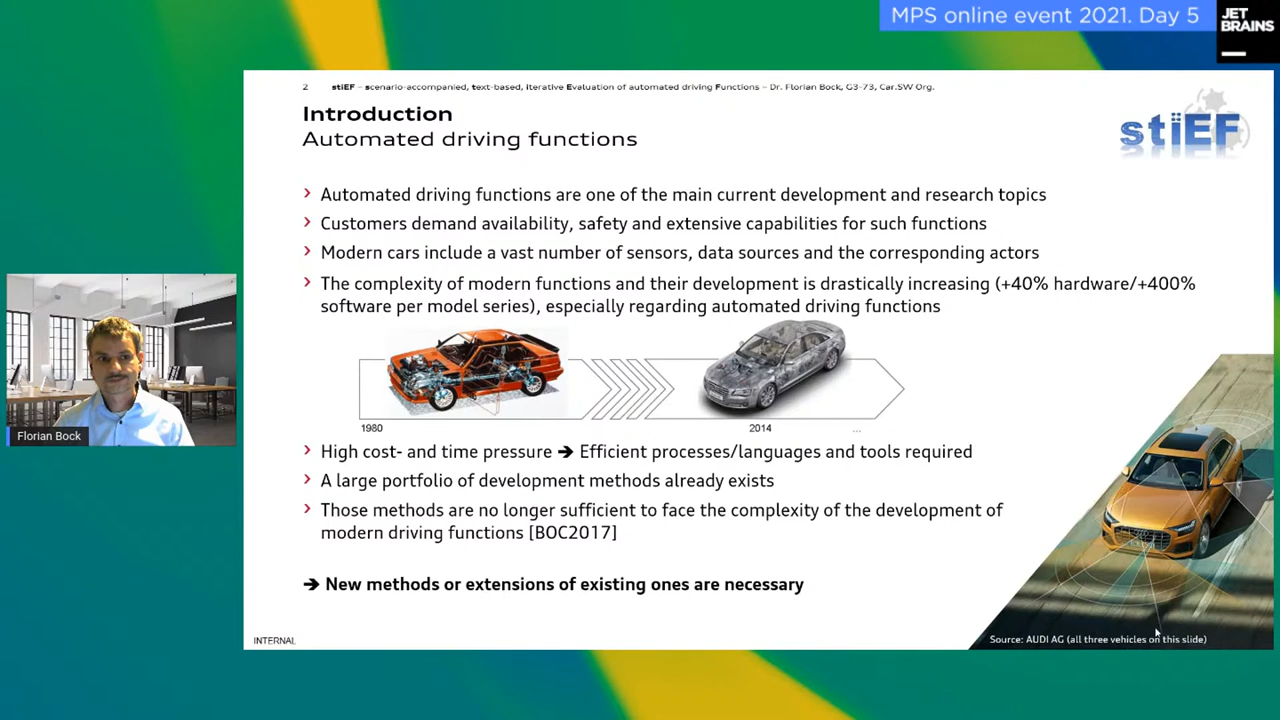 MPS online event 2021. Day 5
JET
BRAINS
2 stiEF – scenario-accompanied, text-based, iterative Evaluation of automated driving Functions – Dr. Florian Bock, G3-73, Car.SW Org.
Introduction
Automated driving functions
stiEF
› Automated driving functions are one of the main current development and research topics
› Customers demand availability, safety and extensive capabilities for such functions
› Modern cars include a vast number of sensors, data sources and the corresponding actors
› The complexity of modern functions and their development is drastically increasing (+40% hardware/+400%
software per model series), especially regarding automated driving functions
1980
2014
...
› High cost- and time pressure ➔ Efficient processes/languages and tools required
› A large portfolio of development methods already exists
› Those methods are no longer sufficient to face the complexity of the development of
modern driving functions [BOC2017]
➔ New methods or extensions of existing ones are necessary
Florian Bock
INTERNAL
Source: AUDI AG (all three vehicles on this slide)